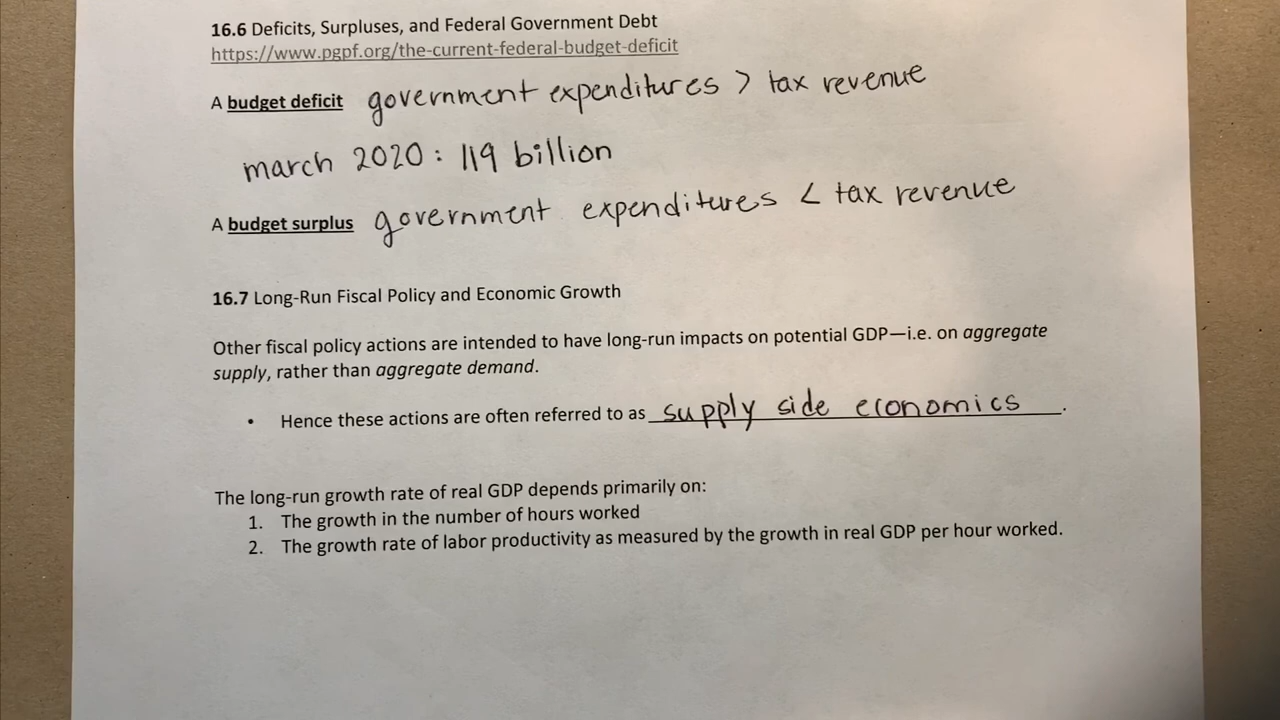 16.6 Deficits, Surpluses, and Federal Government Debt
https://www.pgpf.org/the-current-federal-budget-deficit
A budget deficit government expenditures > tax revenue
march 2020: 119 billion
A budget surplus government expenditures < tax revenue
16.7 Long-Run Fiscal Policy and Economic Growth
Other fiscal policy actions are intended to have long-run impacts on potential GDP—i.e. on aggregate
supply, rather than aggregate demand.
• Hence these actions are often referred to as supply side economics.
The long-run growth rate of real GDP depends primarily on:
1. The growth in the number of hours worked
2. The growth rate of labor productivity as measured by the growth in real GDP per hour worked.